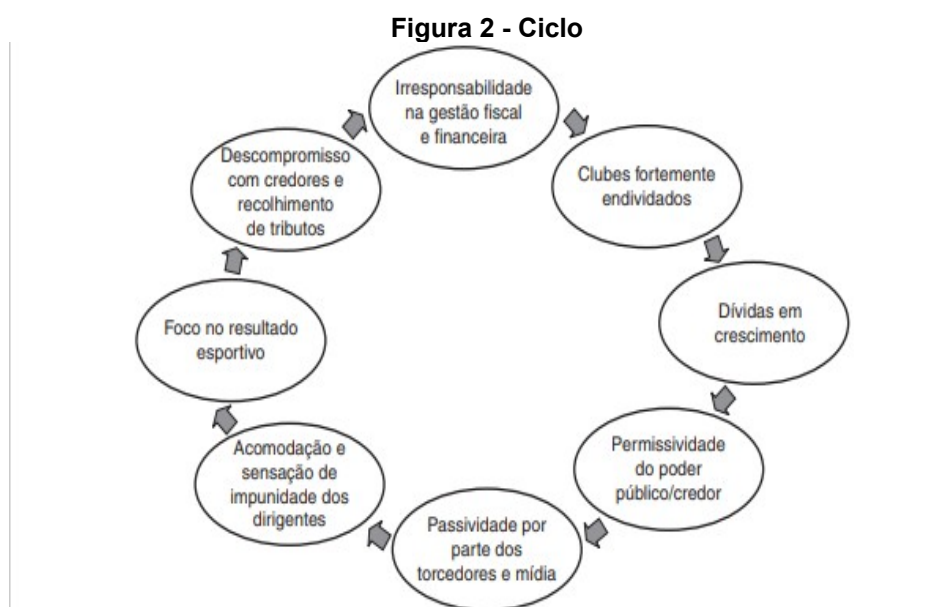 Figura 2 - Ciclo
Irresponsabilidade
na gestão fiscal
e financeira
Clubes fortemente
endividados
Dívidas em
crescimento
Permissividade
do poder
público/credor
Passividade por
parte dos
torcedores e mídia
Acomodação e
sensação de
impunidade dos
dirigentes
Foco no resultado
esportivo
Descompromisso
com credores e
recolhimento
de tributos